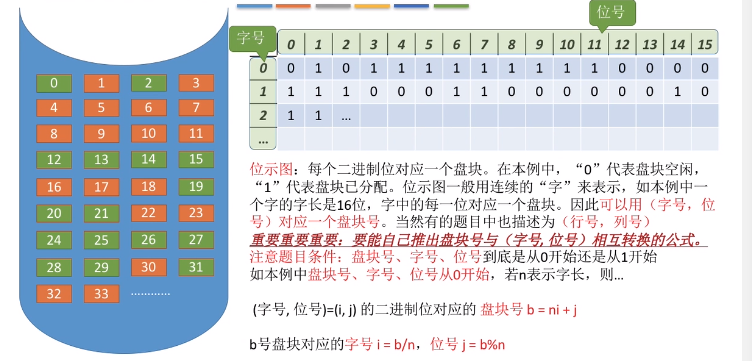 字号
位号
0 1 2 3 4 5 6 7 8 9 10 11 12 13 14 15
0 0 1 0 1 1 1 1 1 1 1 1 1 0 0 0 0
1 1 1 1 0 0 0 1 1 0 0 0 0 0 0 1 0
2 1 1 ...
...
0 1 2 3
4 5 6 7
8 9 10 11
12 13 14 15
16 17 18 19
20 21 22 23
24 25 26 27
28 29 30 31
32 33 …………
位示图：每个二进制位对应一个盘块。在本例中，“0”代表盘块空闲，
“1”代表盘块已分配。位示图一般用连续的“字”来表示，如本例中一
个字的字长是16位，字中的每一位对应一个盘块。因此可以用（字号，位
号）对应一个盘块号。当然有的题目中也描述为（行号，列号）
重要重要重要：要能自己推出盘块号与（字号, 位号）相互转换的公式。
注意题目条件：盘块号、字号、位号到底是从0开始还是从1开始
如本例中盘块号、字号、位号从0开始，若n表示字长，则...
(字号, 位号)=(i, j) 的二进制位对应的 盘块号 b = ni + j
b号盘块对应的字号 i = b/n，位号 j = b%n